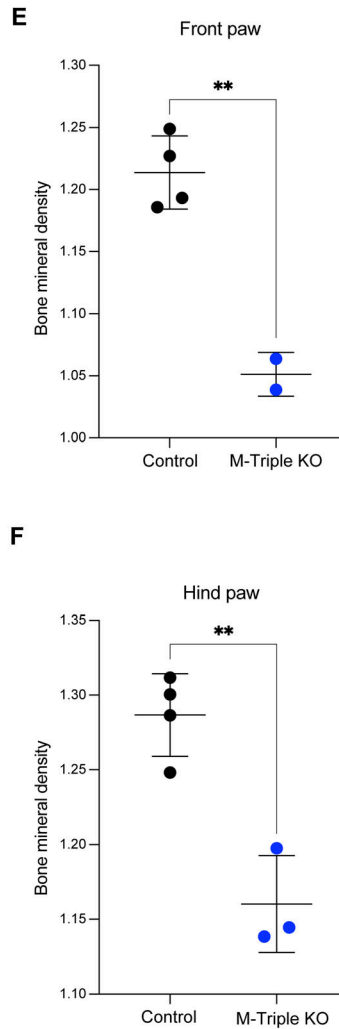 E
Front paw
**
1.30
1.25
1.20
1.15
1.10
1.05
1.00
Bone mineral density
Control M-Triple KO
F
Hind paw
**
1.35
1.30
1.25
1.20
1.15
1.10
Bone mineral density
Control M-Triple KO